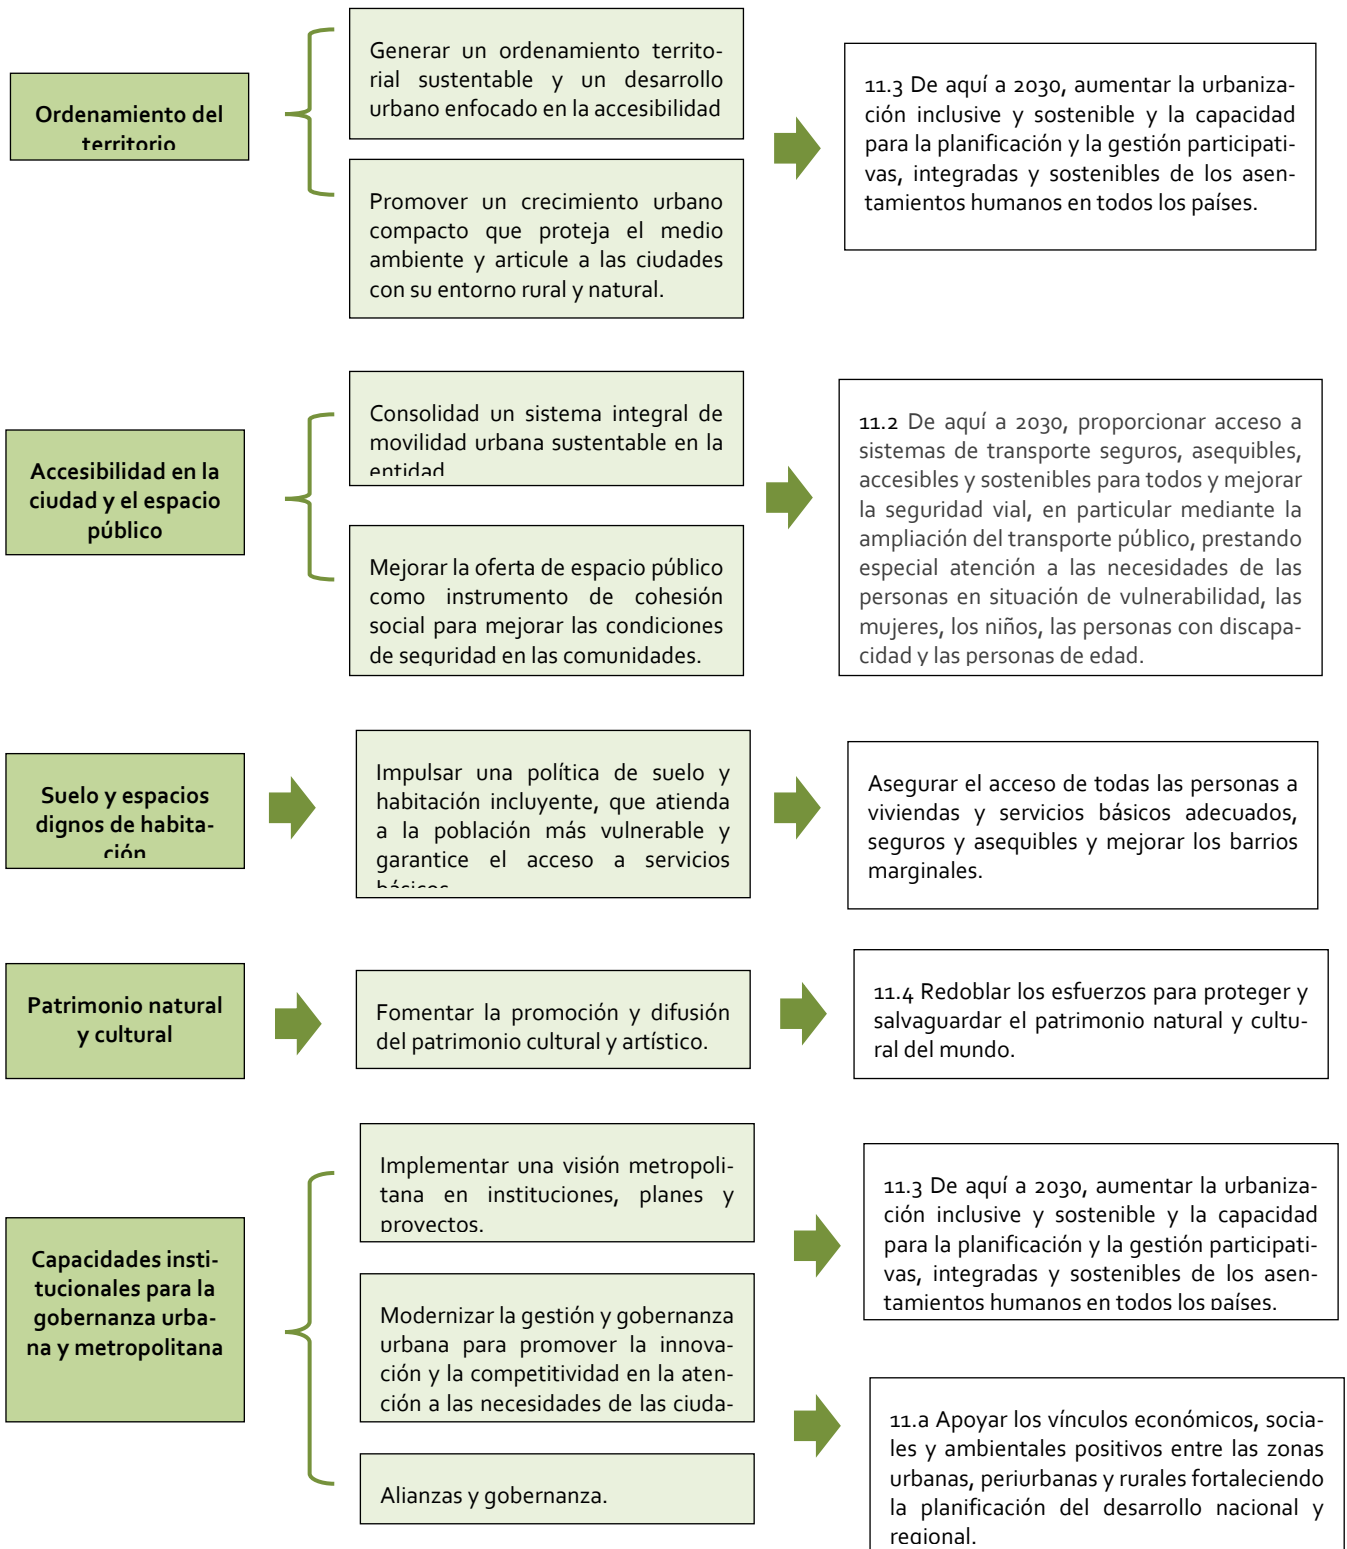 Ordenamiento del
territorio
Generar un ordenamiento territo-
rial sustentable y un desarrollo
urbano enfocado en la accesibilidad
Promover un crecimiento urbano
compacto que proteja el medio
ambiente y articule a las ciudades
con su entorno rural y natural.
11.3 De aquí a 2030, aumentar la urbaniza-
ción inclusive y sostenible y la capacidad
para la planificación y la gestión participati-
vas, integradas y sostenibles de los asen-
tamientos humanos en todos los países.
Accesibilidad en la
ciudad y el espacio
público
Consolidad un sistema integral de
movilidad urbana sustentable en la
entidad
Mejorar la oferta de espacio público
como instrumento de cohesión
social para mejorar las condiciones
de seguridad en las comunidades.
11.2 De aquí a 2030, proporcionar acceso a
sistemas de transporte seguros, asequibles,
accesibles y sostenibles para todos y mejorar
la seguridad vial, en particular mediante la
ampliación del transporte público, prestando
especial atención a las necesidades de las
personas en situación de vulnerabilidad, las
mujeres, los niños, las personas con discapa-
cidad y las personas de edad.
Suelo y espacios
dignos de habita-
ción
Impulsar una política de suelo y
habitación incluyente, que atienda
a la población más vulnerable y
garantice el acceso a servicios
básicos
Asegurar el acceso de todas las personas a
viviendas y servicios básicos adecuados,
seguros y asequibles y mejorar los barrios
marginales.
Patrimonio natural
y cultural
Fomentar la promoción y difusión
del patrimonio cultural y artístico.
11.4 Redoblar los esfuerzos para proteger y
salvaguardar el patrimonio natural y cultu-
ral del mundo.
Capacidades insti-
tucionales para la
gobernanza urba-
na y metropolitana
Implementar una visión metropoli-
tana en instituciones, planes y
proyectos.
Modernizar la gestión y gobernanza
urbana para promover la innova-
ción y la competitividad en la aten-
ción a las necesidades de las ciuda-
Alianzas y gobernanza.
11.3 De aquí a 2030, aumentar la urbaniza-
ción inclusive y sostenible y la capacidad
para la planificación y la gestión participati-
vas, integradas y sostenibles de los asen-
tamientos humanos en todos los países.
11.a Apoyar los vínculos económicos, socia-
les y ambientales positivos entre las zonas
urbanas, periurbanas y rurales fortaleciendo
la planificación del desarrollo nacional y
regional.